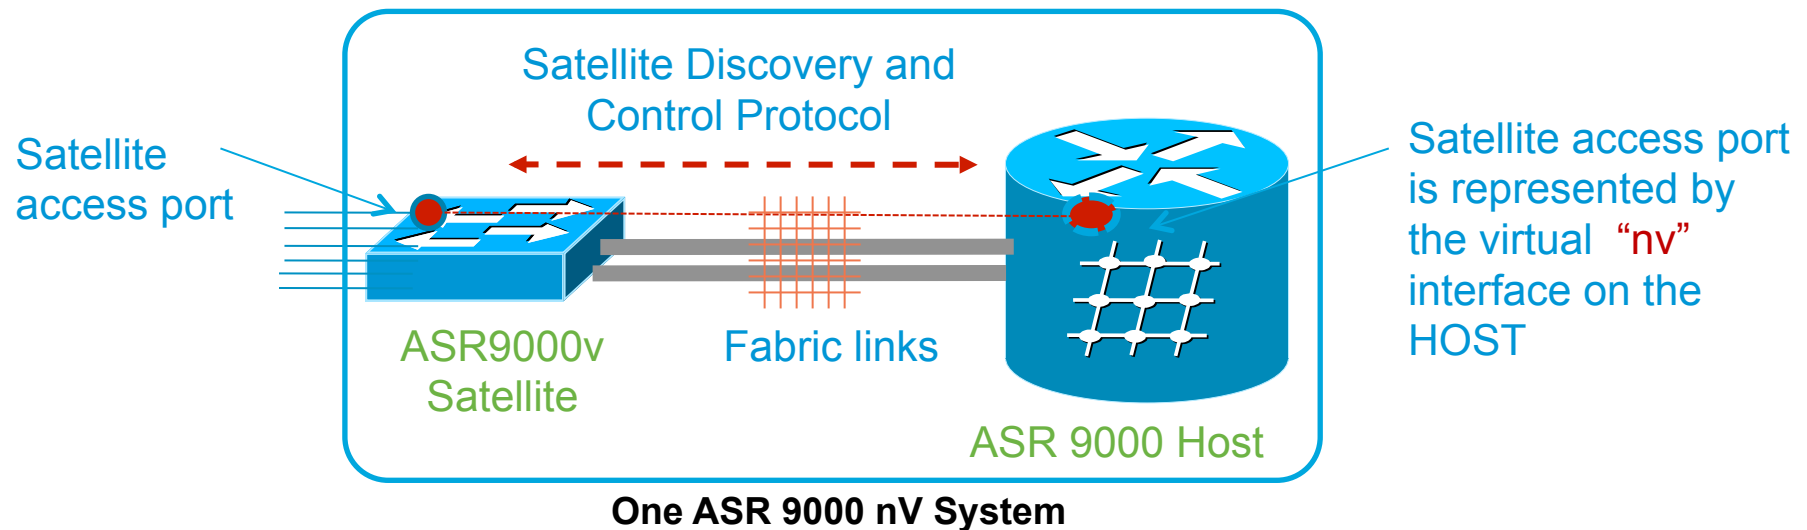 Satellite Discovery and
Control Protocol
Satellite
access port
Satellite access port
is represented by
the virtual “nv”
interface on the
HOST
ASR9000v
Satellite
Fabric links
ASR 9000 Host
One ASR 9000 nV System